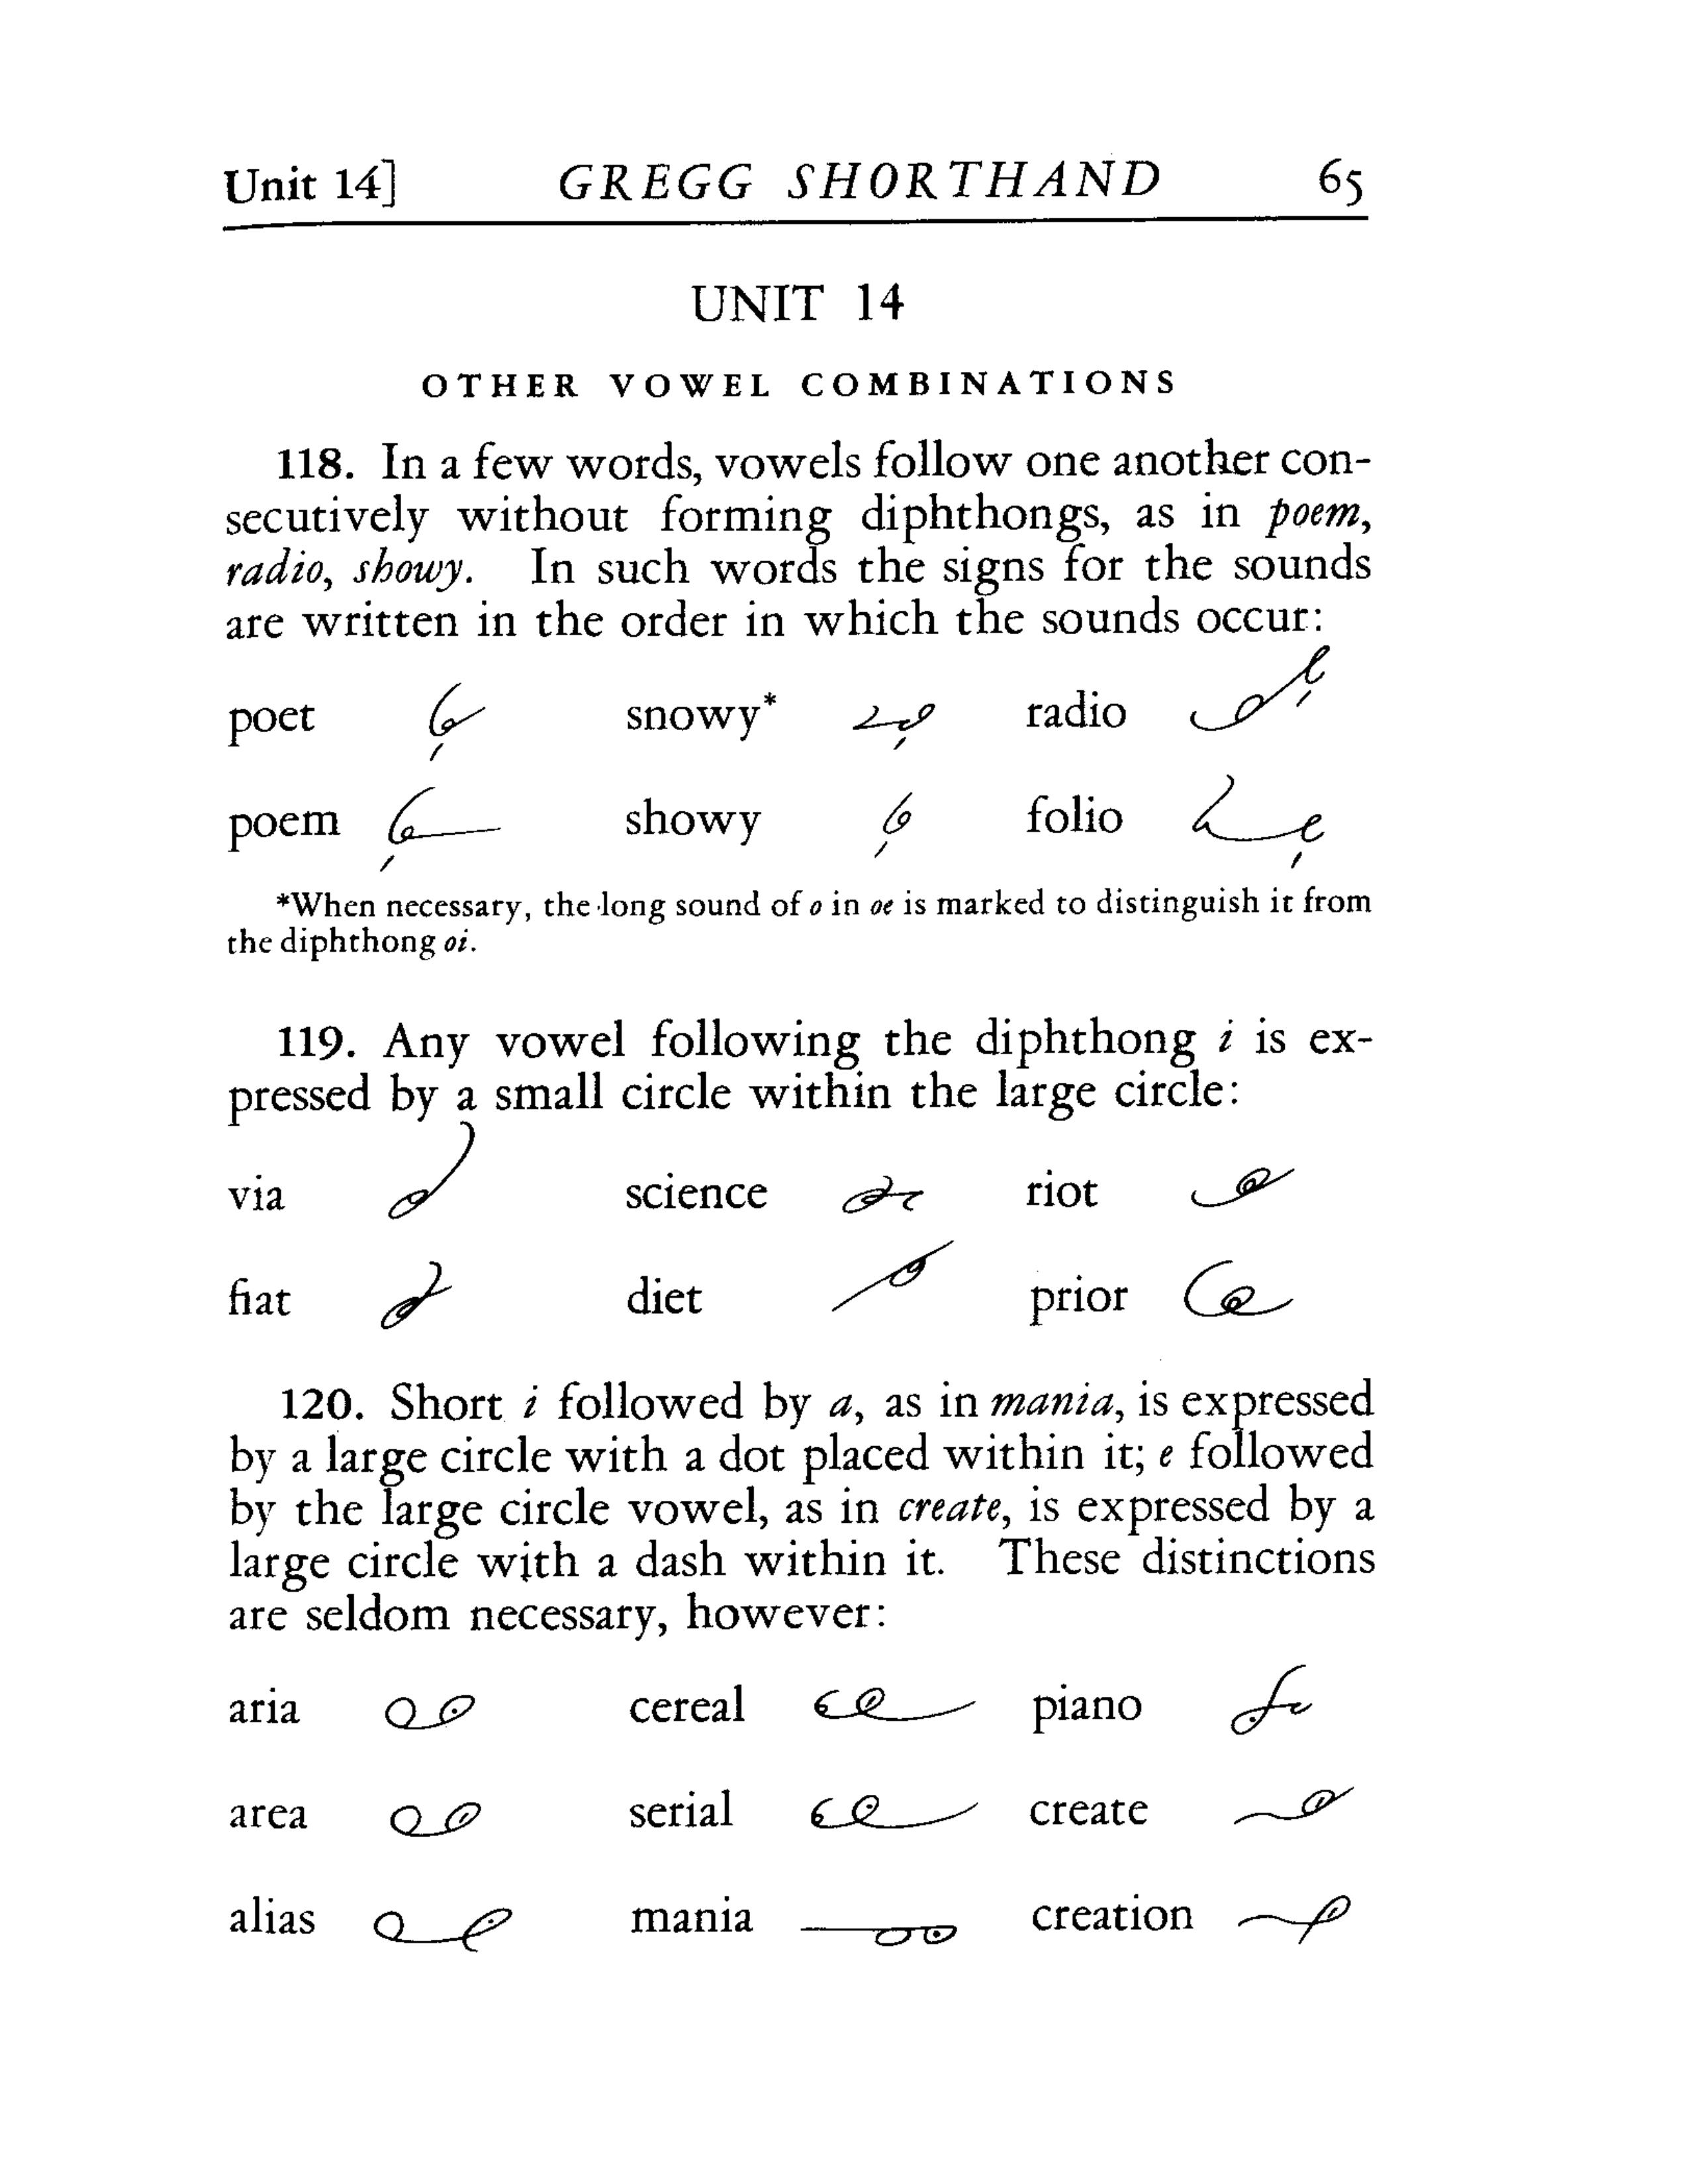 Unit 14] GREGG SHORTHAND 65
UNIT 14
OTHER VOWEL COMBINATIONS
118. In a few words, vowels follow one another con-
secutively without forming diphthongs, as in poem,
radio, showy. In such words the signs for the sounds
are written in the order in which the sounds occur:
poet snowy* radio
poem showy folio
*When necessary, the long sound of o in oe is marked to distinguish it from
the diphthong oi.
119. Any vowel following the diphthong i is ex-
pressed by a small circle within the large circle:
via science riot
fiat diet prior
120. Short i followed by a, as in mania, is expressed
by a large circle with a dot placed within it; e followed
by the large circle vowel, as in create, is expressed by a
large circle with a dash within it. These distinctions
are seldom necessary, however:
aria cereal piano
area serial create
alias mania creation